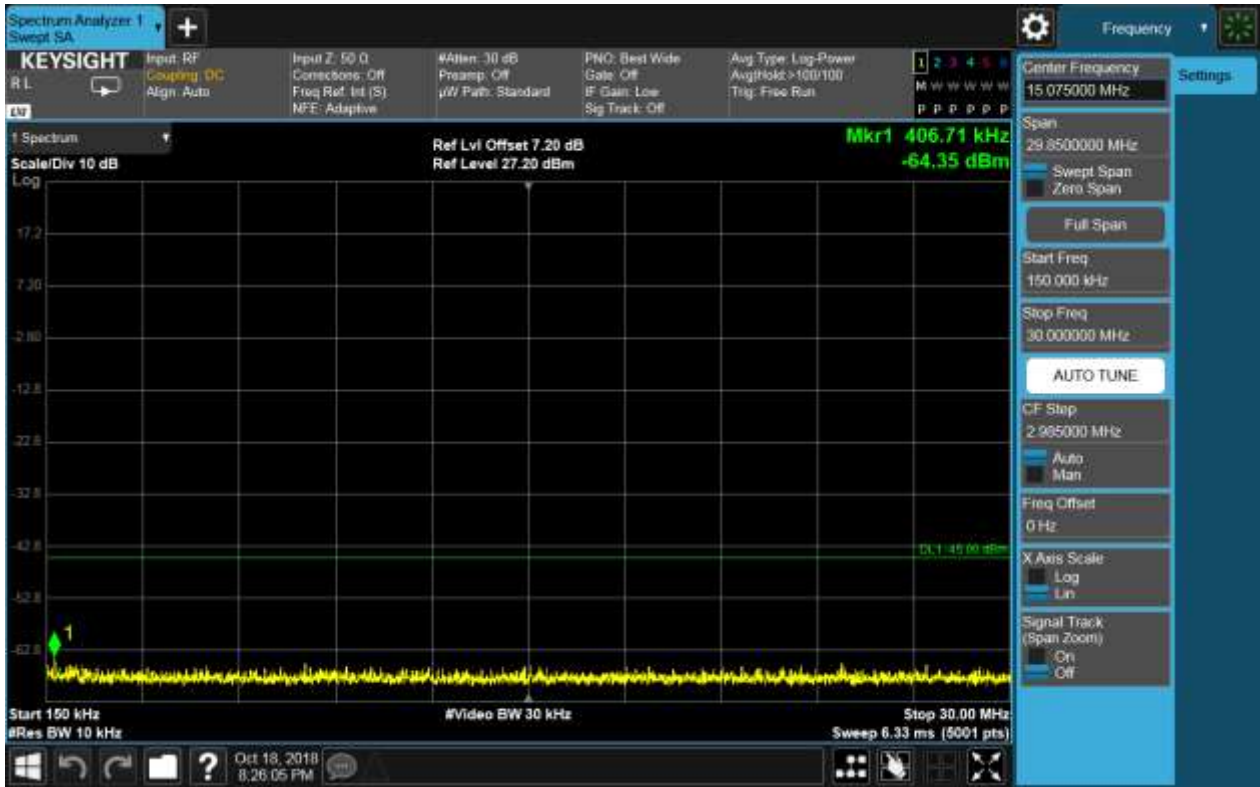 Spectrum Analyzer 1
Swept SA
Frequency
KEYSIGHT
R L
LXI
Input: RF
Coupling: DC
Align: Auto
Input Z: 50 Ω
Corrections: Off
Freq Ref: Int (S)
NFE: Adaptive
#Atten: 30 dB
Preamp: Off
µW Path: Standard
PNO: Best Wide
Gate: Off
IF Gain: Low
Sig Track: Off
Avg Type: Log-Power
Avg|Hold:>100/100
Trig: Free Run
1 2 3 4 5 6
M W W W W W
P P P P P P
1 Spectrum
Scale/Div 10 dB
Log
Ref Lvl Offset 7.20 dB
Ref Level 27.20 dBm
Mkr1 406.71 kHz
-64.35 dBm
17.2
7.20
-2.80
-12.8
-22.8
-32.8
-42.8
-52.8
-62.8
DL1 -45.00 dBm
1
Start 150 kHz
#Res BW 10 kHz
#Video BW 30 kHz
Stop 30.00 MHz
Sweep 6.33 ms (5001 pts)
Center Frequency
15.075000 MHz
Settings
Span
29.8500000 MHz
Swept Span
Zero Span
Full Span
Start Freq
150.000 kHz
Stop Freq
30.000000 MHz
AUTO TUNE
CF Step
2.985000 MHz
Auto
Man
Freq Offset
0 Hz
X Axis Scale
Log
Lin
Signal Track
(Span Zoom)
On
Off
?
Oct 18, 2018
8:26:05 PM